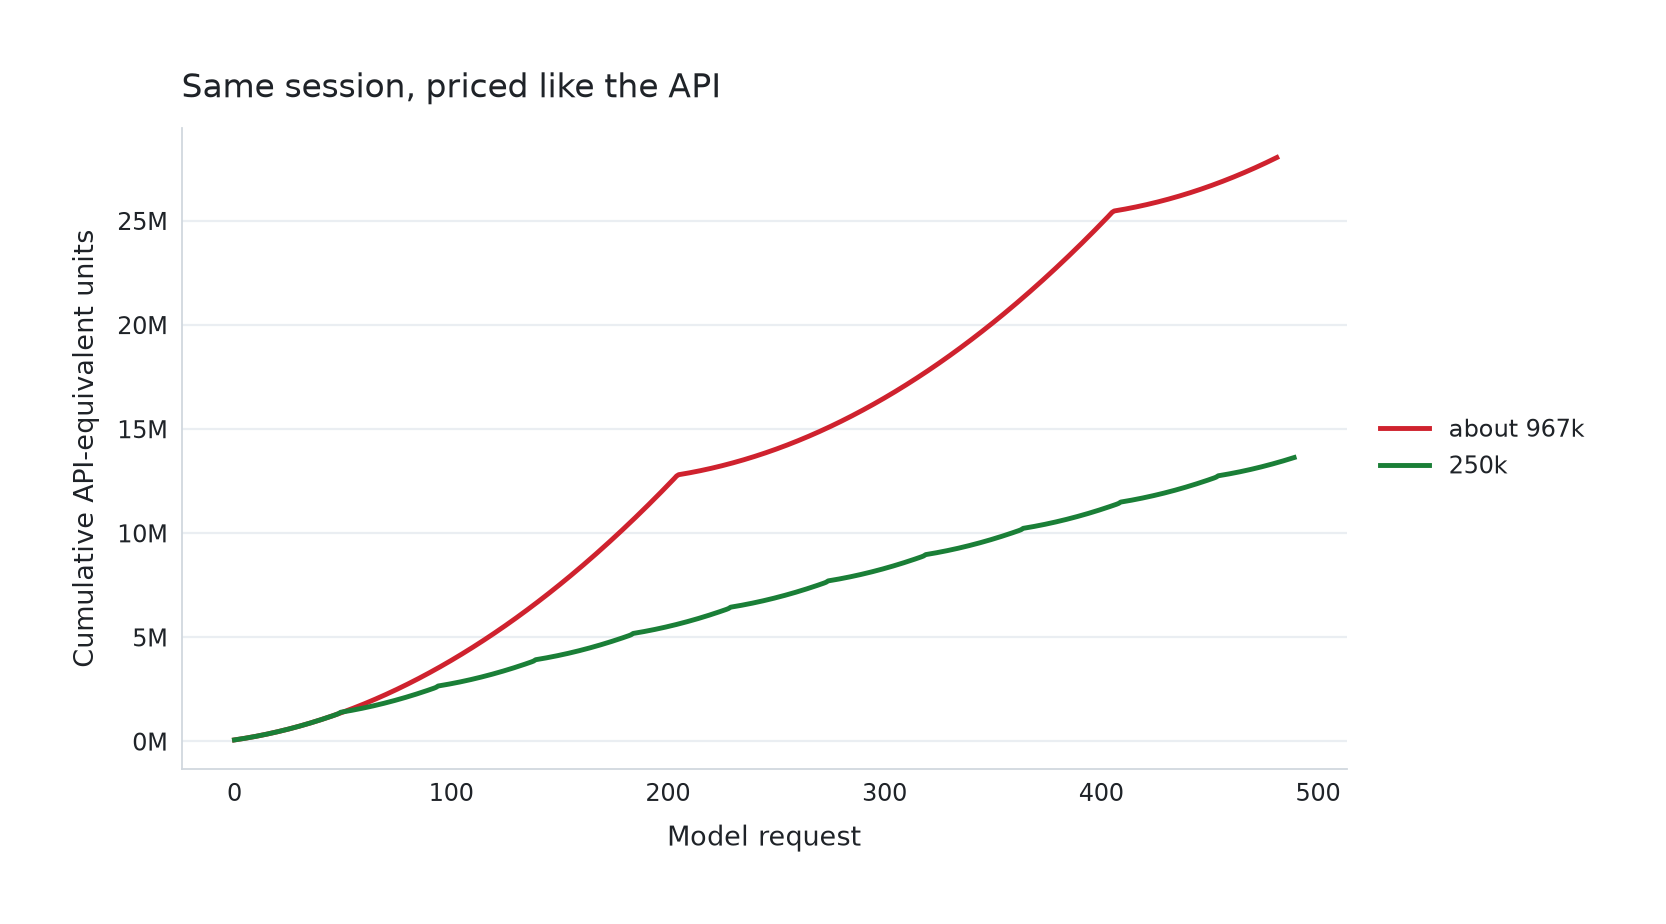 Same session, priced like the API
Cumulative API-equivalent units
25M
20M
15M
10M
5M
0M
0 100 200 300 400 500
Model request
about 967k
250k